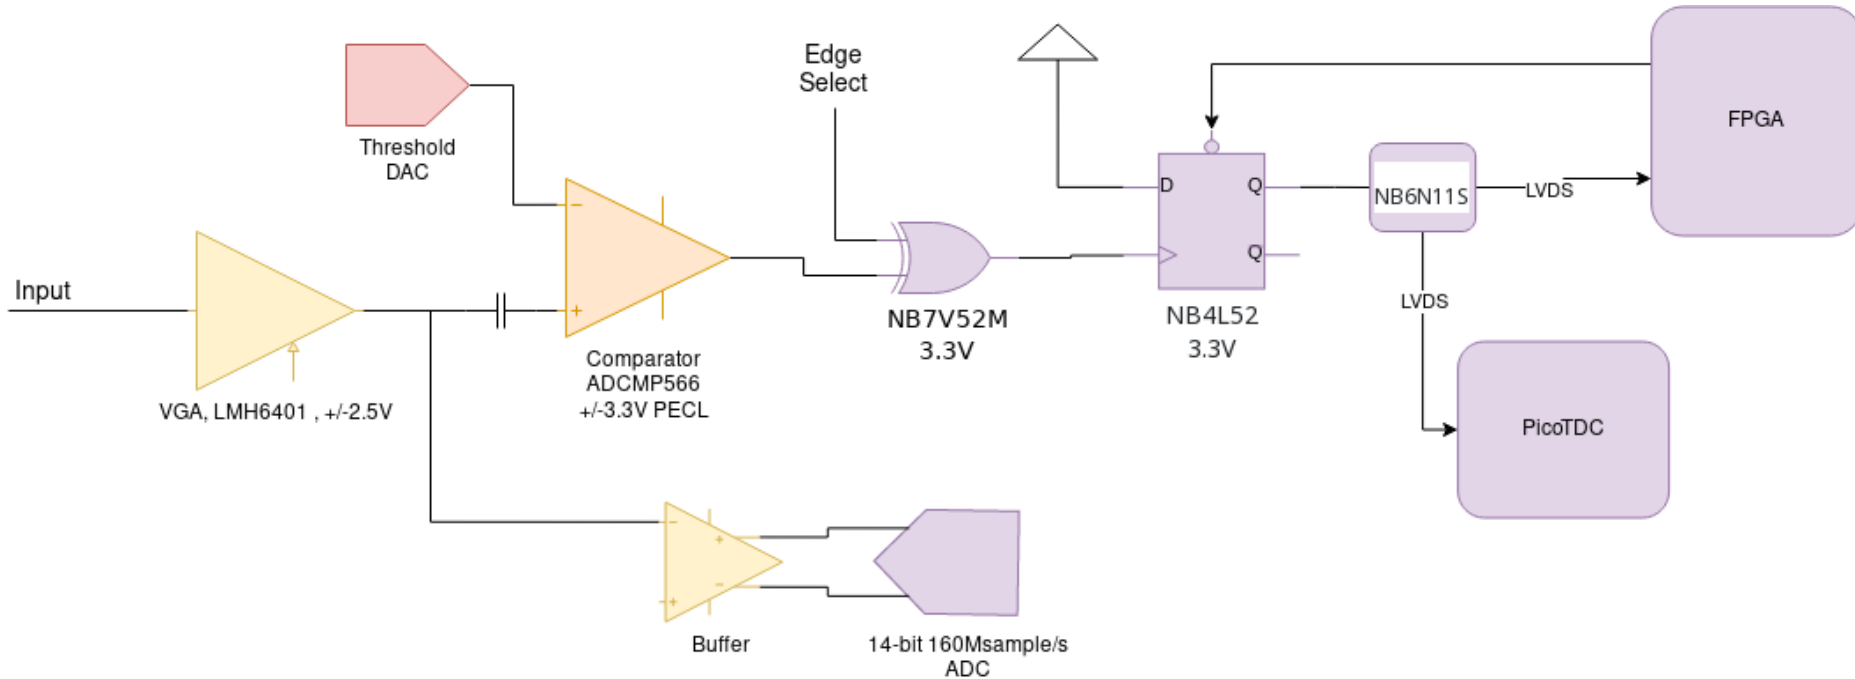 Input
VGA, LMH6401 , +/-2.5V
Threshold
DAC
−
+
Comparator
ADCMP566
+/-3.3V PECL
Edge
Select
NB7V52M
3.3V
D
Q
Q
NB4L52
3.3V
NB6N11S
LVDS
FPGA
LVDS
PicoTDC
−
+
+
−
Buffer
14-bit 160Msample/s
ADC